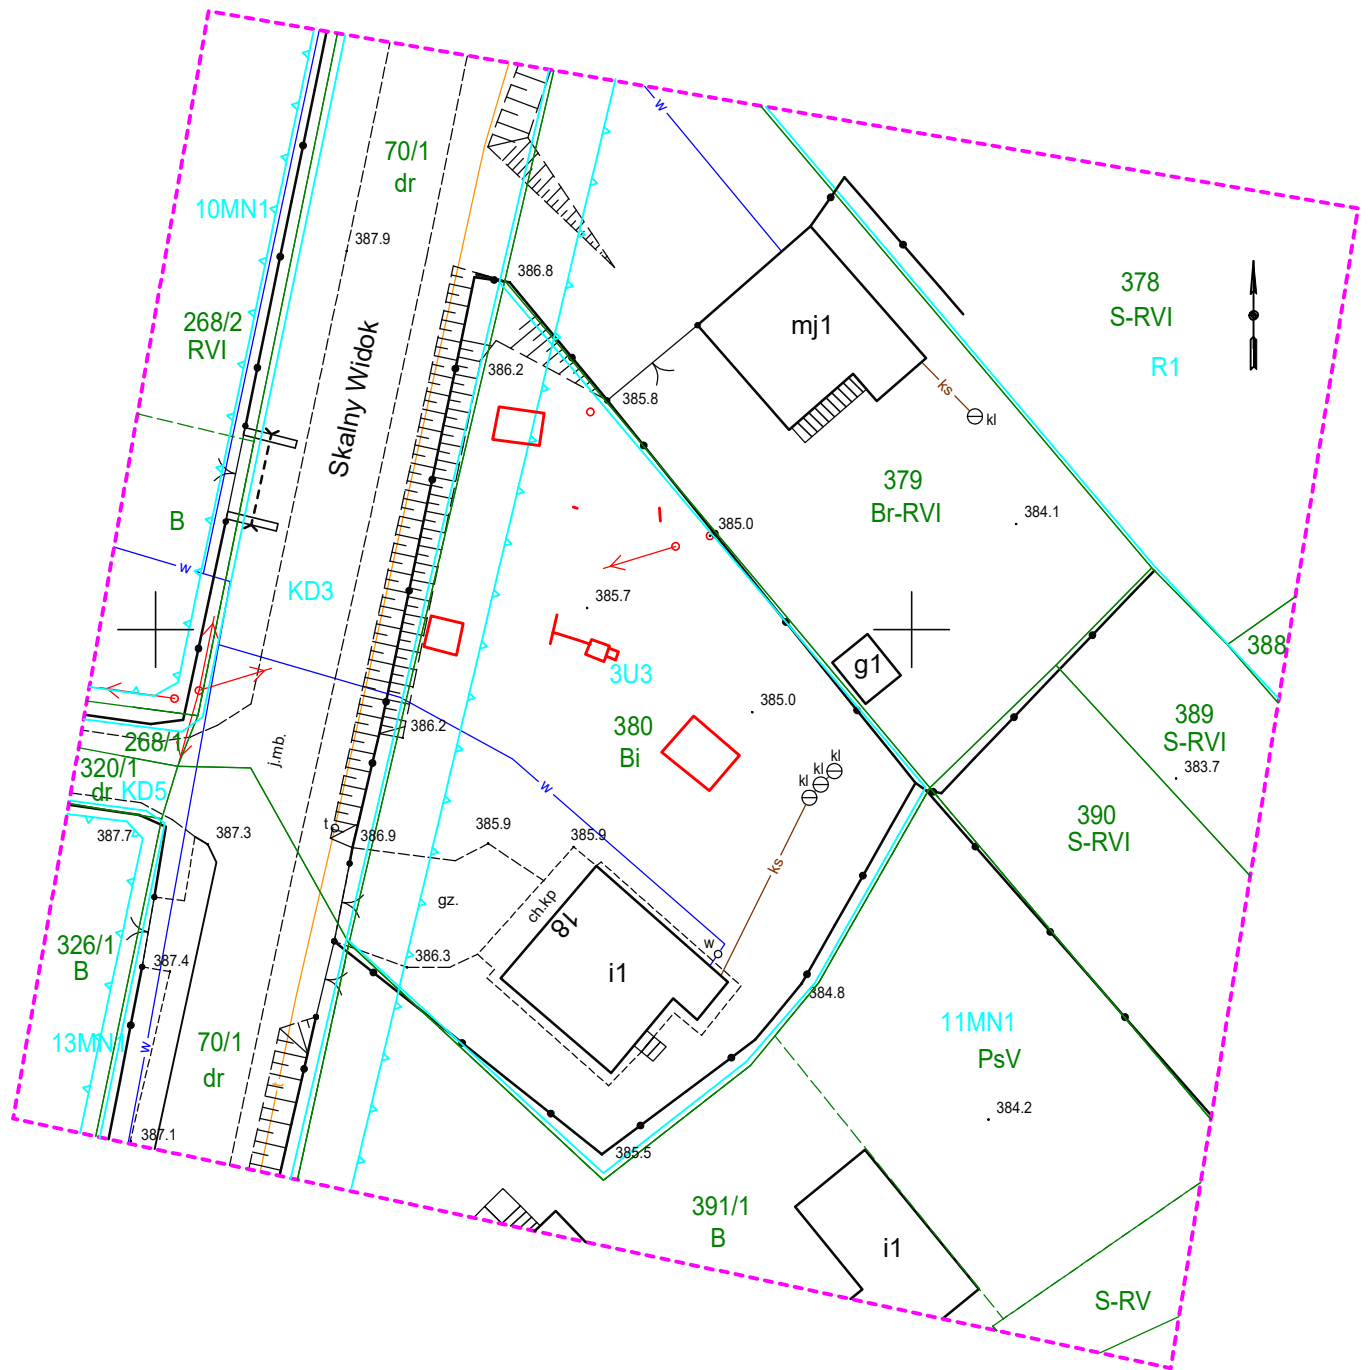 w
70/1
dr
10MN1
387.9
386.8
378
S-RVI
R1
268/2
RVI
mj1
Skalny Widok
386.2
385.8
ks
kl
379
Br-RVI
B
385.0
384.1
w
KD3
385.7
g1
388
3U3
380
Bi
385.0
386.2
389
S-RVI
383.7
268/1
j.mb.
320/1
dr
KD5
kl
kl
kl
w
387.7
387.3
t
386.9
385.9
385.9
390
S-RVI
ks
gz.
ch.kp
18
w
326/1
B
387.4
386.3
i1
384.8
13MN1
w
70/1
dr
11MN1
PsV
384.2
387.1
385.5
391/1
B
i1
S-RV